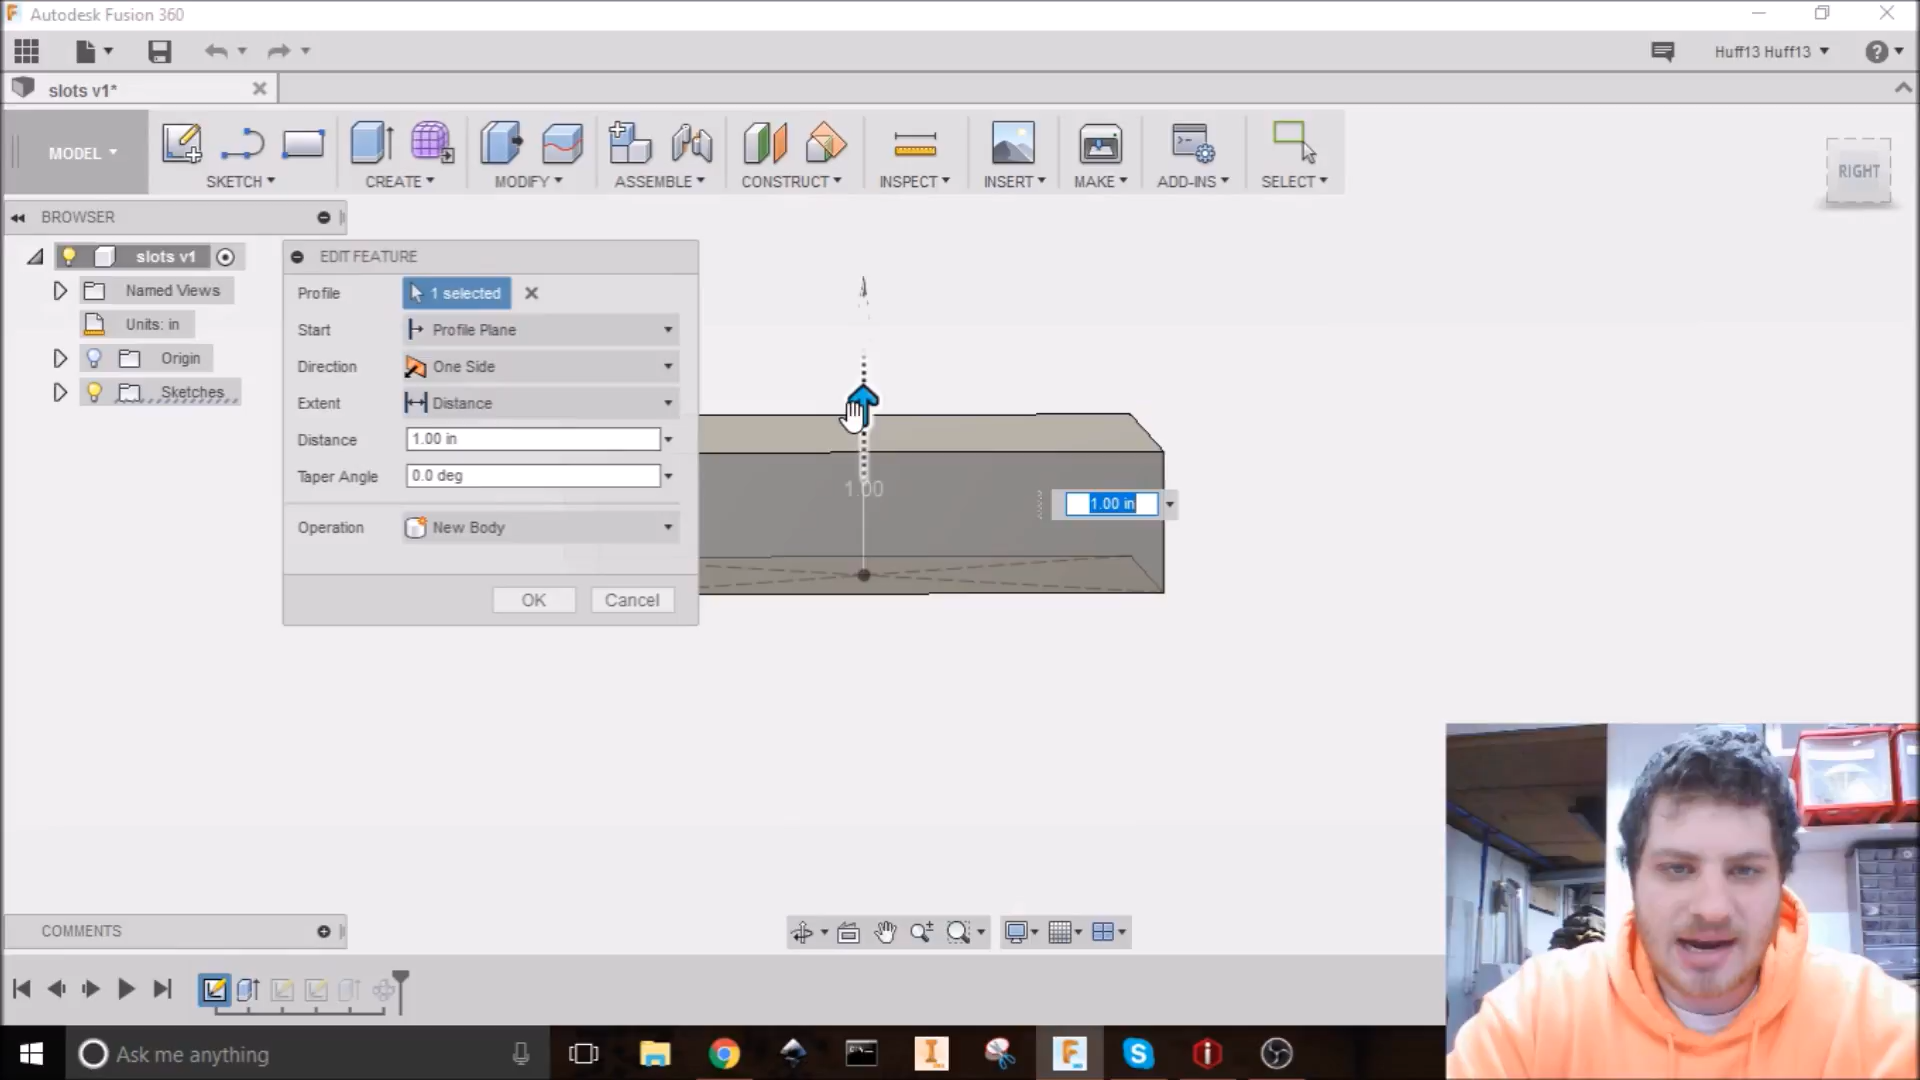 Autodesk Fusion 360
Huff13 Huff13
slots v1*
MODEL
SKETCH
CREATE
MODIFY
ASSEMBLE
CONSTRUCT
INSPECT
INSERT
MAKE
ADD-INS
SELECT
RIGHT
BROWSER
slots v1
Named Views
Units: in
Origin
Sketches
EDIT FEATURE
Profile
1 selected
Start
Profile Plane
Direction
One Side
Extent
Distance
Distance
1.00 in
Taper Angle
0.0 deg
Operation
New Body
OK
Cancel
1.00
1.00 in
COMMENTS
Ask me anything